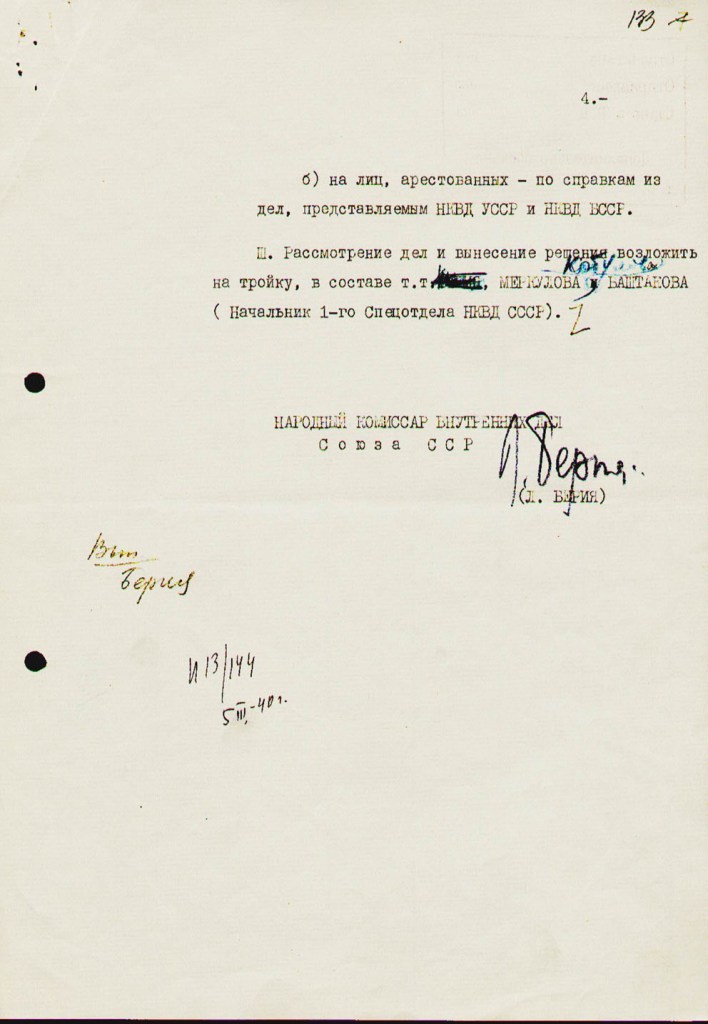 133
4.-
б) на лиц, арестованных - по справкам из
дел, представляемым НКВД УССР и НКВД БССР.
Ш. Рассмотрение дел и вынесение решения возложить
Кобулова
на тройку, в составе т.т. , МЕРКУЛОВА и БАШТАКОВА
( Начальник 1-го Спецотдела НКВД СССР).
НАРОДНЫЙ КОМИССАР ВНУТРЕННИХ ДЕЛ
Союза ССР
Л. Берия
(Л. БЕРИЯ)
Берия
И 13/144
5 III-40 г.